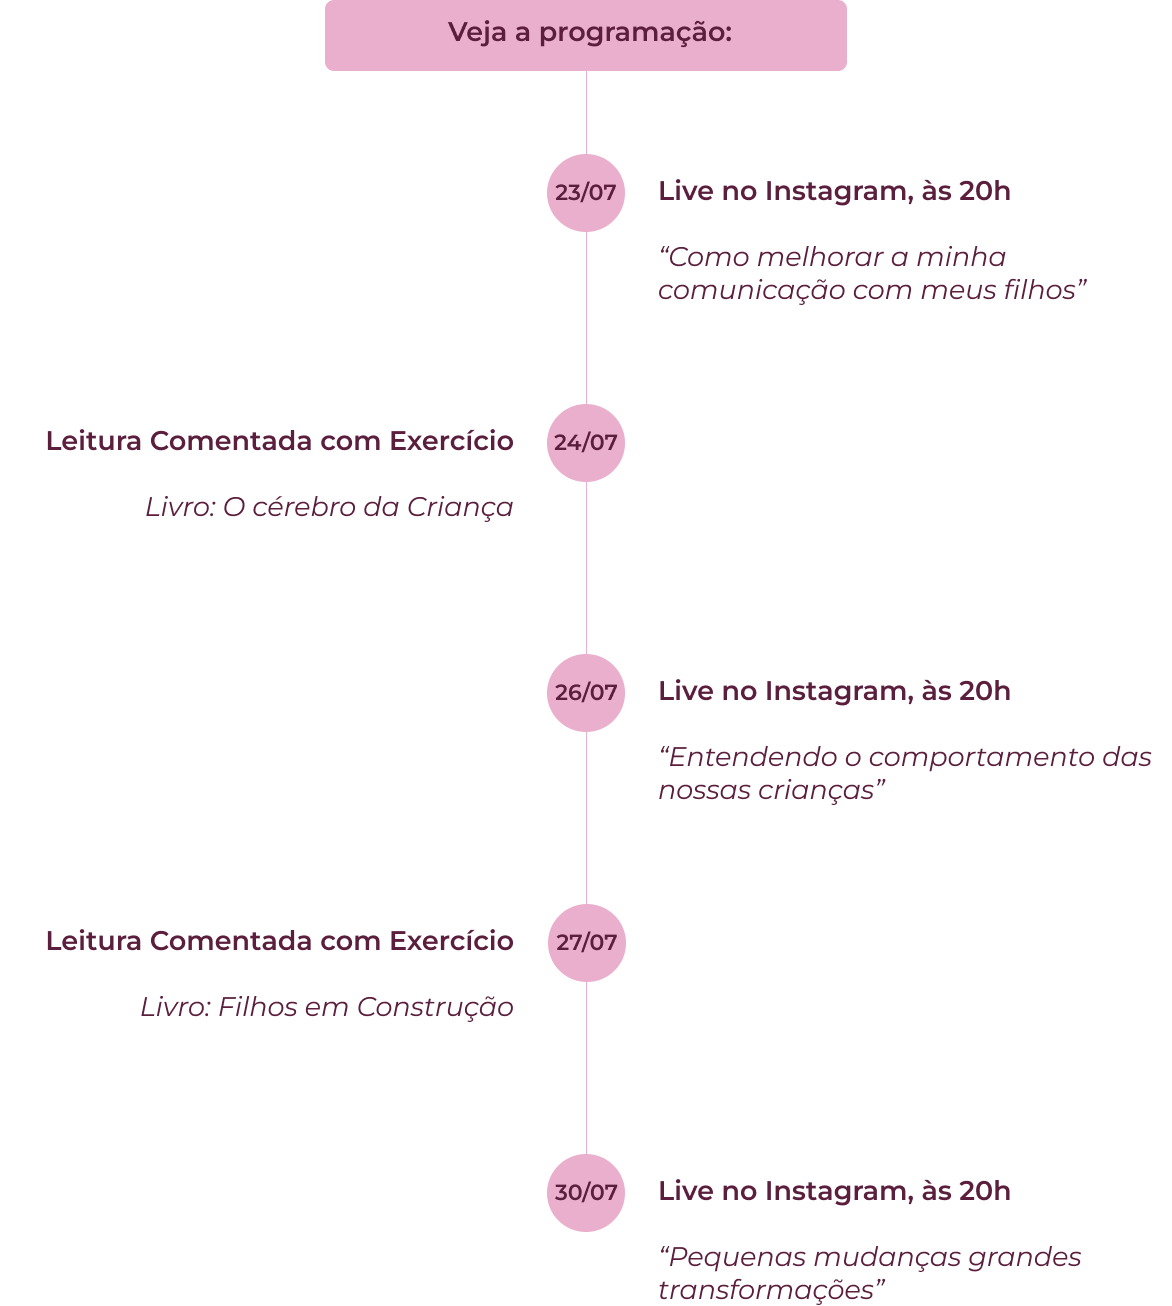 Veja a programação:
23/07
Live no Instagram, às 20h
“Como melhorar a minha
comunicação com meus filhos”
24/07
Leitura Comentada com Exercício
Livro: O cérebro da Criança
26/07
Live no Instagram, às 20h
“Entendendo o comportamento das
nossas crianças”
27/07
Leitura Comentada com Exercício
Livro: Filhos em Construção
30/07
Live no Instagram, às 20h
“Pequenas mudanças grandes
transformações”